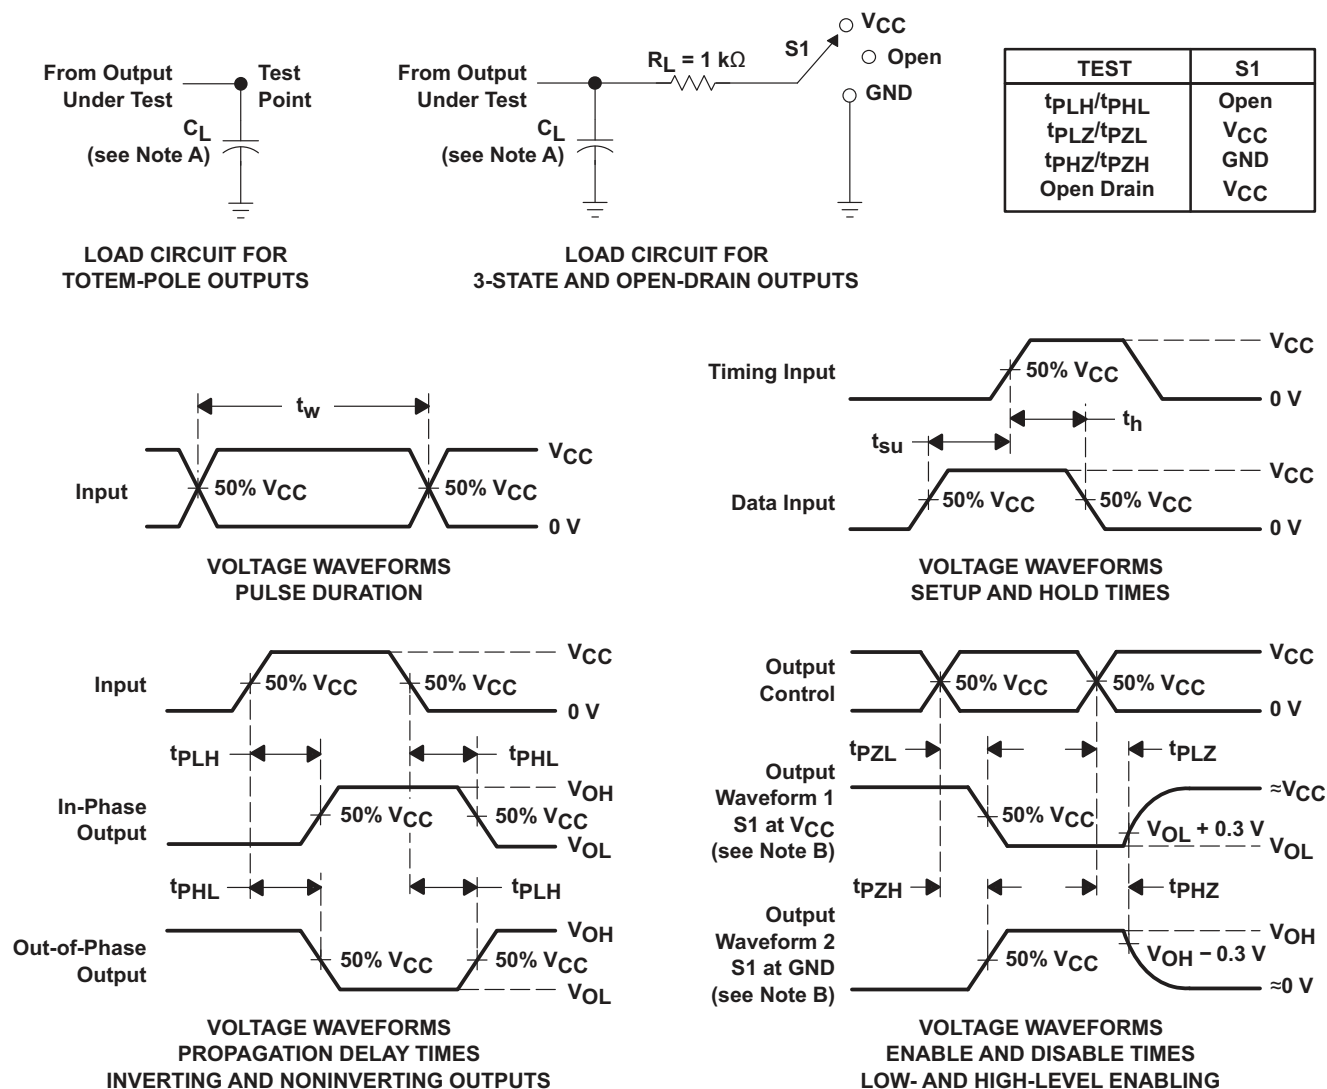 From Output
Under Test
Test
Point
CL
(see Note A)
LOAD CIRCUIT FOR
TOTEM-POLE OUTPUTS
From Output
Under Test
RL = 1 kΩ
S1
VCC
Open
GND
CL
(see Note A)
LOAD CIRCUIT FOR
3-STATE AND OPEN-DRAIN OUTPUTS
TEST S1
tPLH/tPHL Open
tPLZ/tPZL VCC
tPHZ/tPZH GND
Open Drain VCC
tw
Input
50% VCC
50% VCC
VCC
0 V
VOLTAGE WAVEFORMS
PULSE DURATION
Timing Input
50% VCC
VCC
0 V
th
tsu
Data Input
50% VCC
50% VCC
VCC
0 V
VOLTAGE WAVEFORMS
SETUP AND HOLD TIMES
Input
50% VCC
50% VCC
VCC
0 V
tPLH
tPHL
In-Phase
Output
50% VCC
50% VCC
VOH
VOL
tPHL
tPLH
Out-of-Phase
Output
50% VCC
50% VCC
VOH
VOL
VOLTAGE WAVEFORMS
PROPAGATION DELAY TIMES
INVERTING AND NONINVERTING OUTPUTS
Output
Control
50% VCC
50% VCC
VCC
0 V
tPZL
tPLZ
Output
Waveform 1
S1 at VCC
(see Note B)
50% VCC
VOL + 0.3 V
≈VCC
VOL
tPZH
tPHZ
Output
Waveform 2
S1 at GND
(see Note B)
50% VCC
VOH − 0.3 V
VOH
≈0 V
VOLTAGE WAVEFORMS
ENABLE AND DISABLE TIMES
LOW- AND HIGH-LEVEL ENABLING